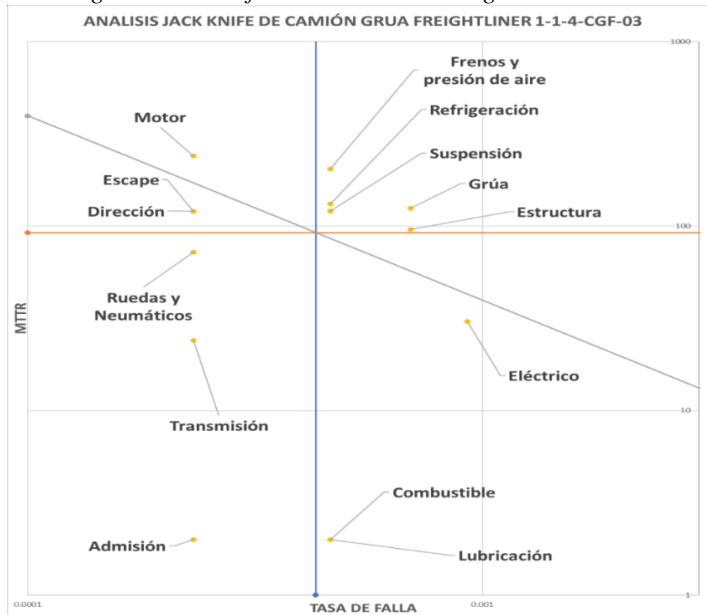 ANALISIS JACK KNIFE DE CAMIÓN GRUA FREIGHTLINER 1-1-4-CGF-03
1000
Frenos y
presión de aire
Motor
Refrigeración
Suspensión
Escape
Grúa
Dirección
Estructura
100
Ruedas y
Neumáticos
MTTR
Eléctrico
10
Transmisión
Combustible
Admisión
Lubricación
1
0.0001
0.001
TASA DE FALLA